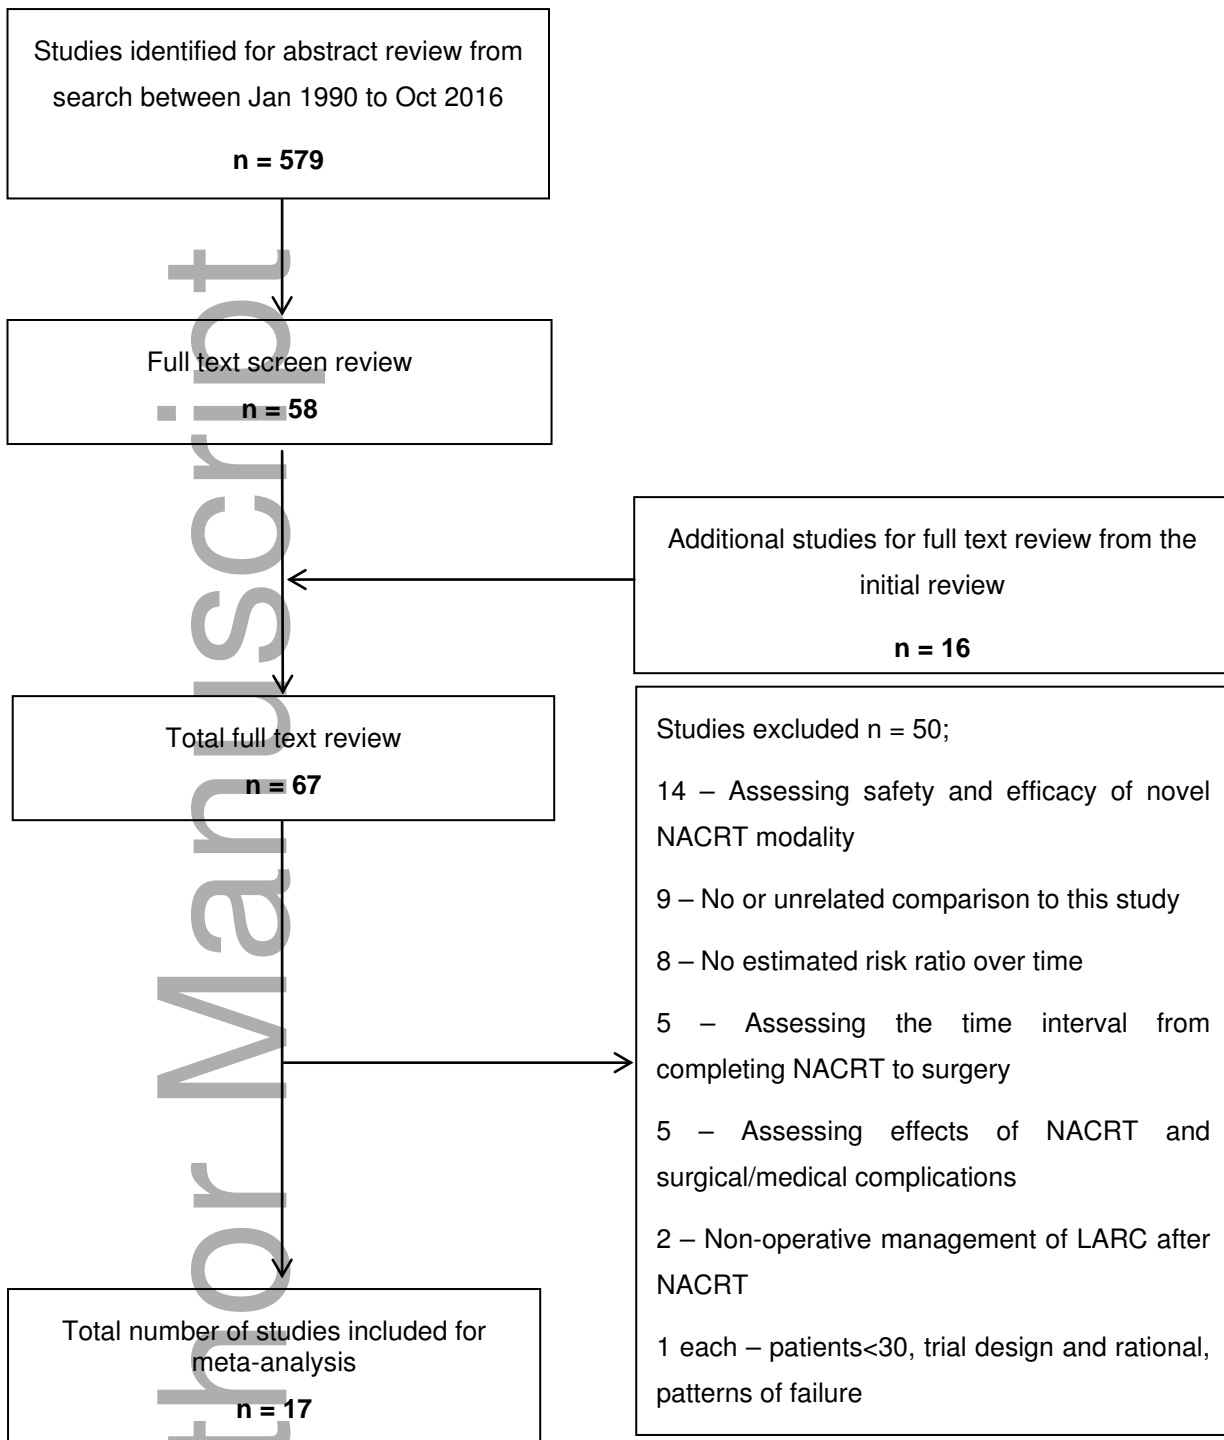 Studies identified for abstract review from
search between Jan 1990 to Oct 2016
n = 579
Full text screen review
n = 58
Additional studies for full text review from the
initial review
n = 16
Total full text review
n = 67
Studies excluded n = 50;
14 – Assessing safety and efficacy of novel
NACRT modality
9 – No or unrelated comparison to this study
8 – No estimated risk ratio over time
5 – Assessing the time interval from
completing NACRT to surgery
5 – Assessing effects of NACRT and
surgical/medical complications
2 – Non-operative management of LARC after
NACRT
1 each – patients<30, trial design and rational,
patterns of failure
Total number of studies included for
meta-analysis
n = 17
thor Manuscript